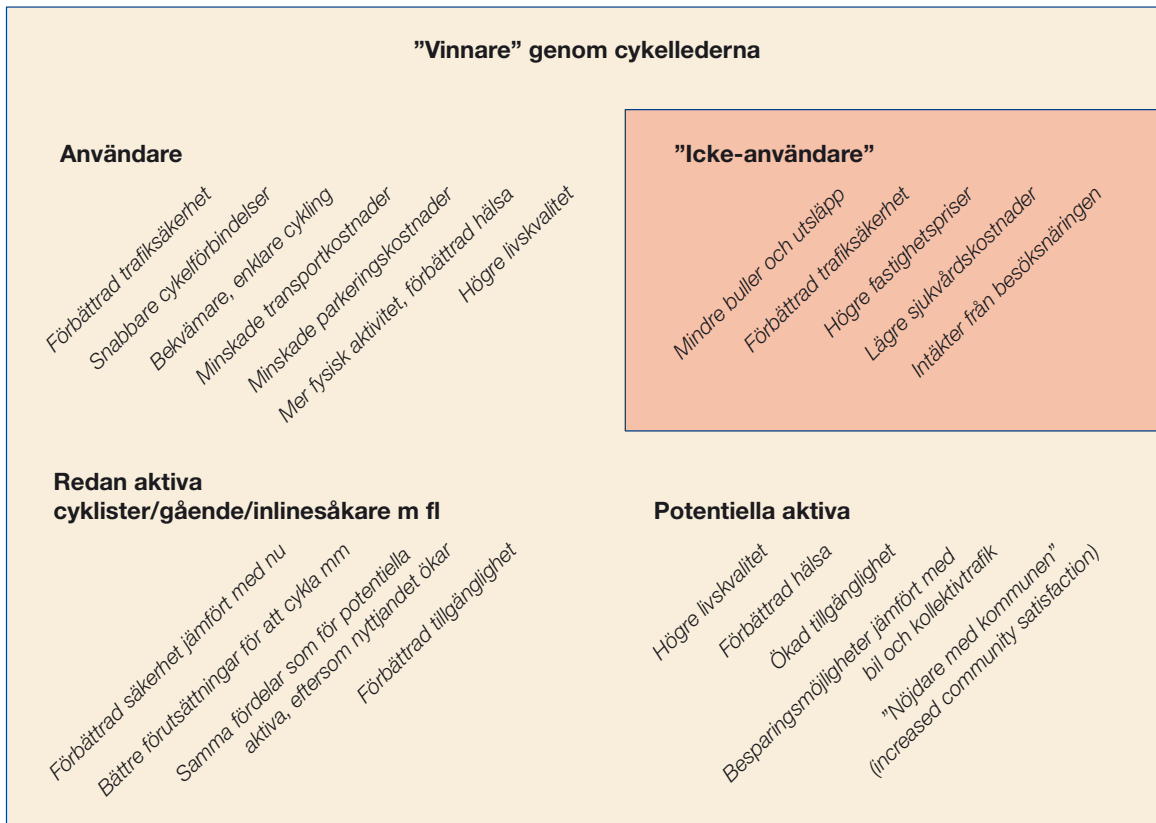 ”Vinnare” genom cykellederna
Användare
Förbättrad trafiksäkerhet
Snabbare cykelförbindelser
Bekvämare, enklare cykling
Minskade transportkostnader
Minskade parkeringskostnader
Mer fysisk aktivitet, förbättrad hälsa
Högre livskvalitet
”Icke-användare”
Mindre buller och utsläpp
Förbättrad trafiksäkerhet
Högre fastighetspriser
Lägre sjukvårdskostnader
Intäkter från besöksnäringen
Redan aktiva
cyklister/gående/inlinesåkare m fl
Förbättrad säkerhet jämfört med nu
Bättre förutsättningar för att cykla mm
Samma fördelar som för potentiella
aktiva, eftersom nyttjandet ökar
Förbättrad tillgänglighet
Potentiella aktiva
Högre livskvalitet
Förbättrad hälsa
Ökad tillgänglighet
Besparingsmöjligheter jämfört med
bil och kollektivtrafik
”Nöjdare med kommunen”
(increased community satisfaction)